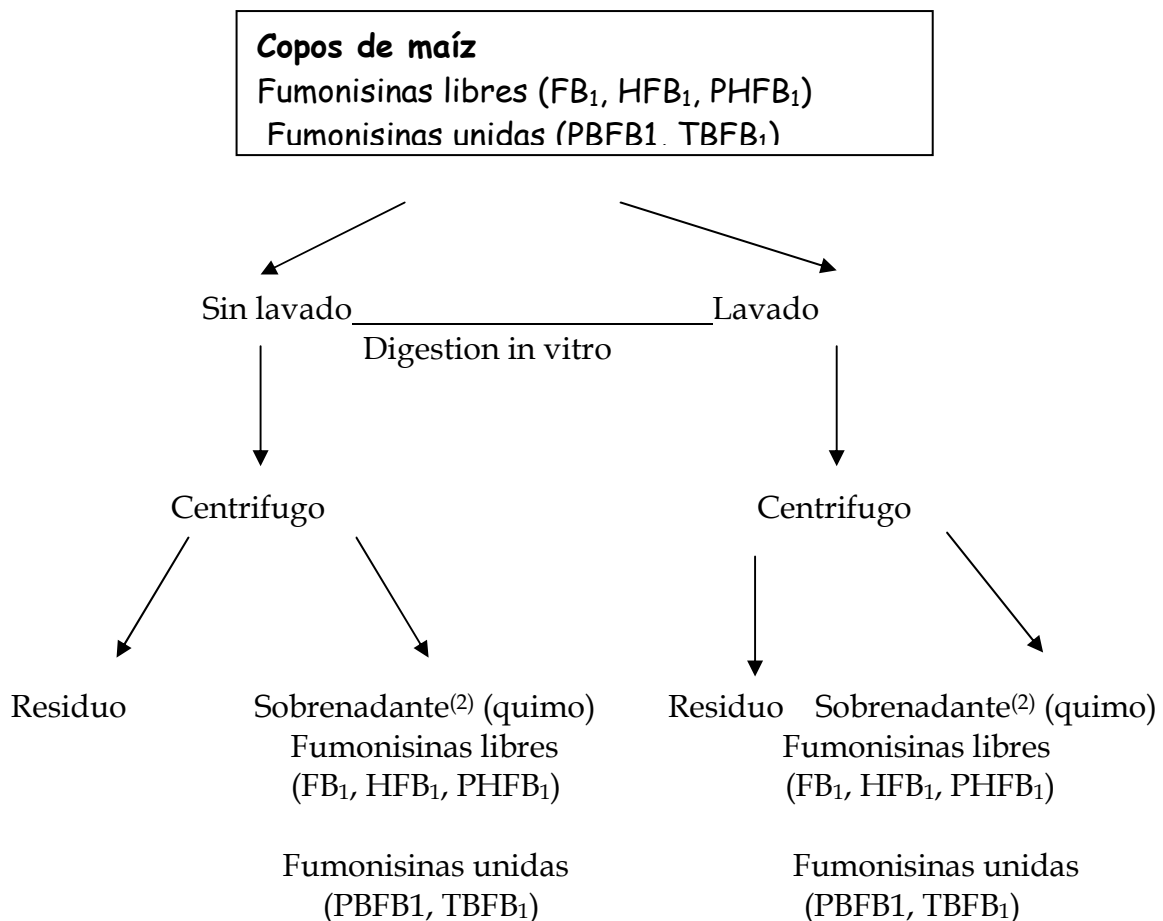 Copos de maíz
Fumonisinas libres (FB₁, HFB₁, PHFB₁)
Fumonisinas unidas (PBFB1, TBFB₁)
Sin lavado Lavado
Digestion in vitro
Centrifugo Centrifugo
Residuo Sobrenadante⁽²⁾ (quimo) Residuo Sobrenadante⁽²⁾ (quimo)
Fumonisinas libres Fumonisinas libres
(FB₁, HFB₁, PHFB₁) (FB₁, HFB₁, PHFB₁)
Fumonisinas unidas Fumonisinas unidas
(PBFB1, TBFB₁) (PBFB1, TBFB₁)